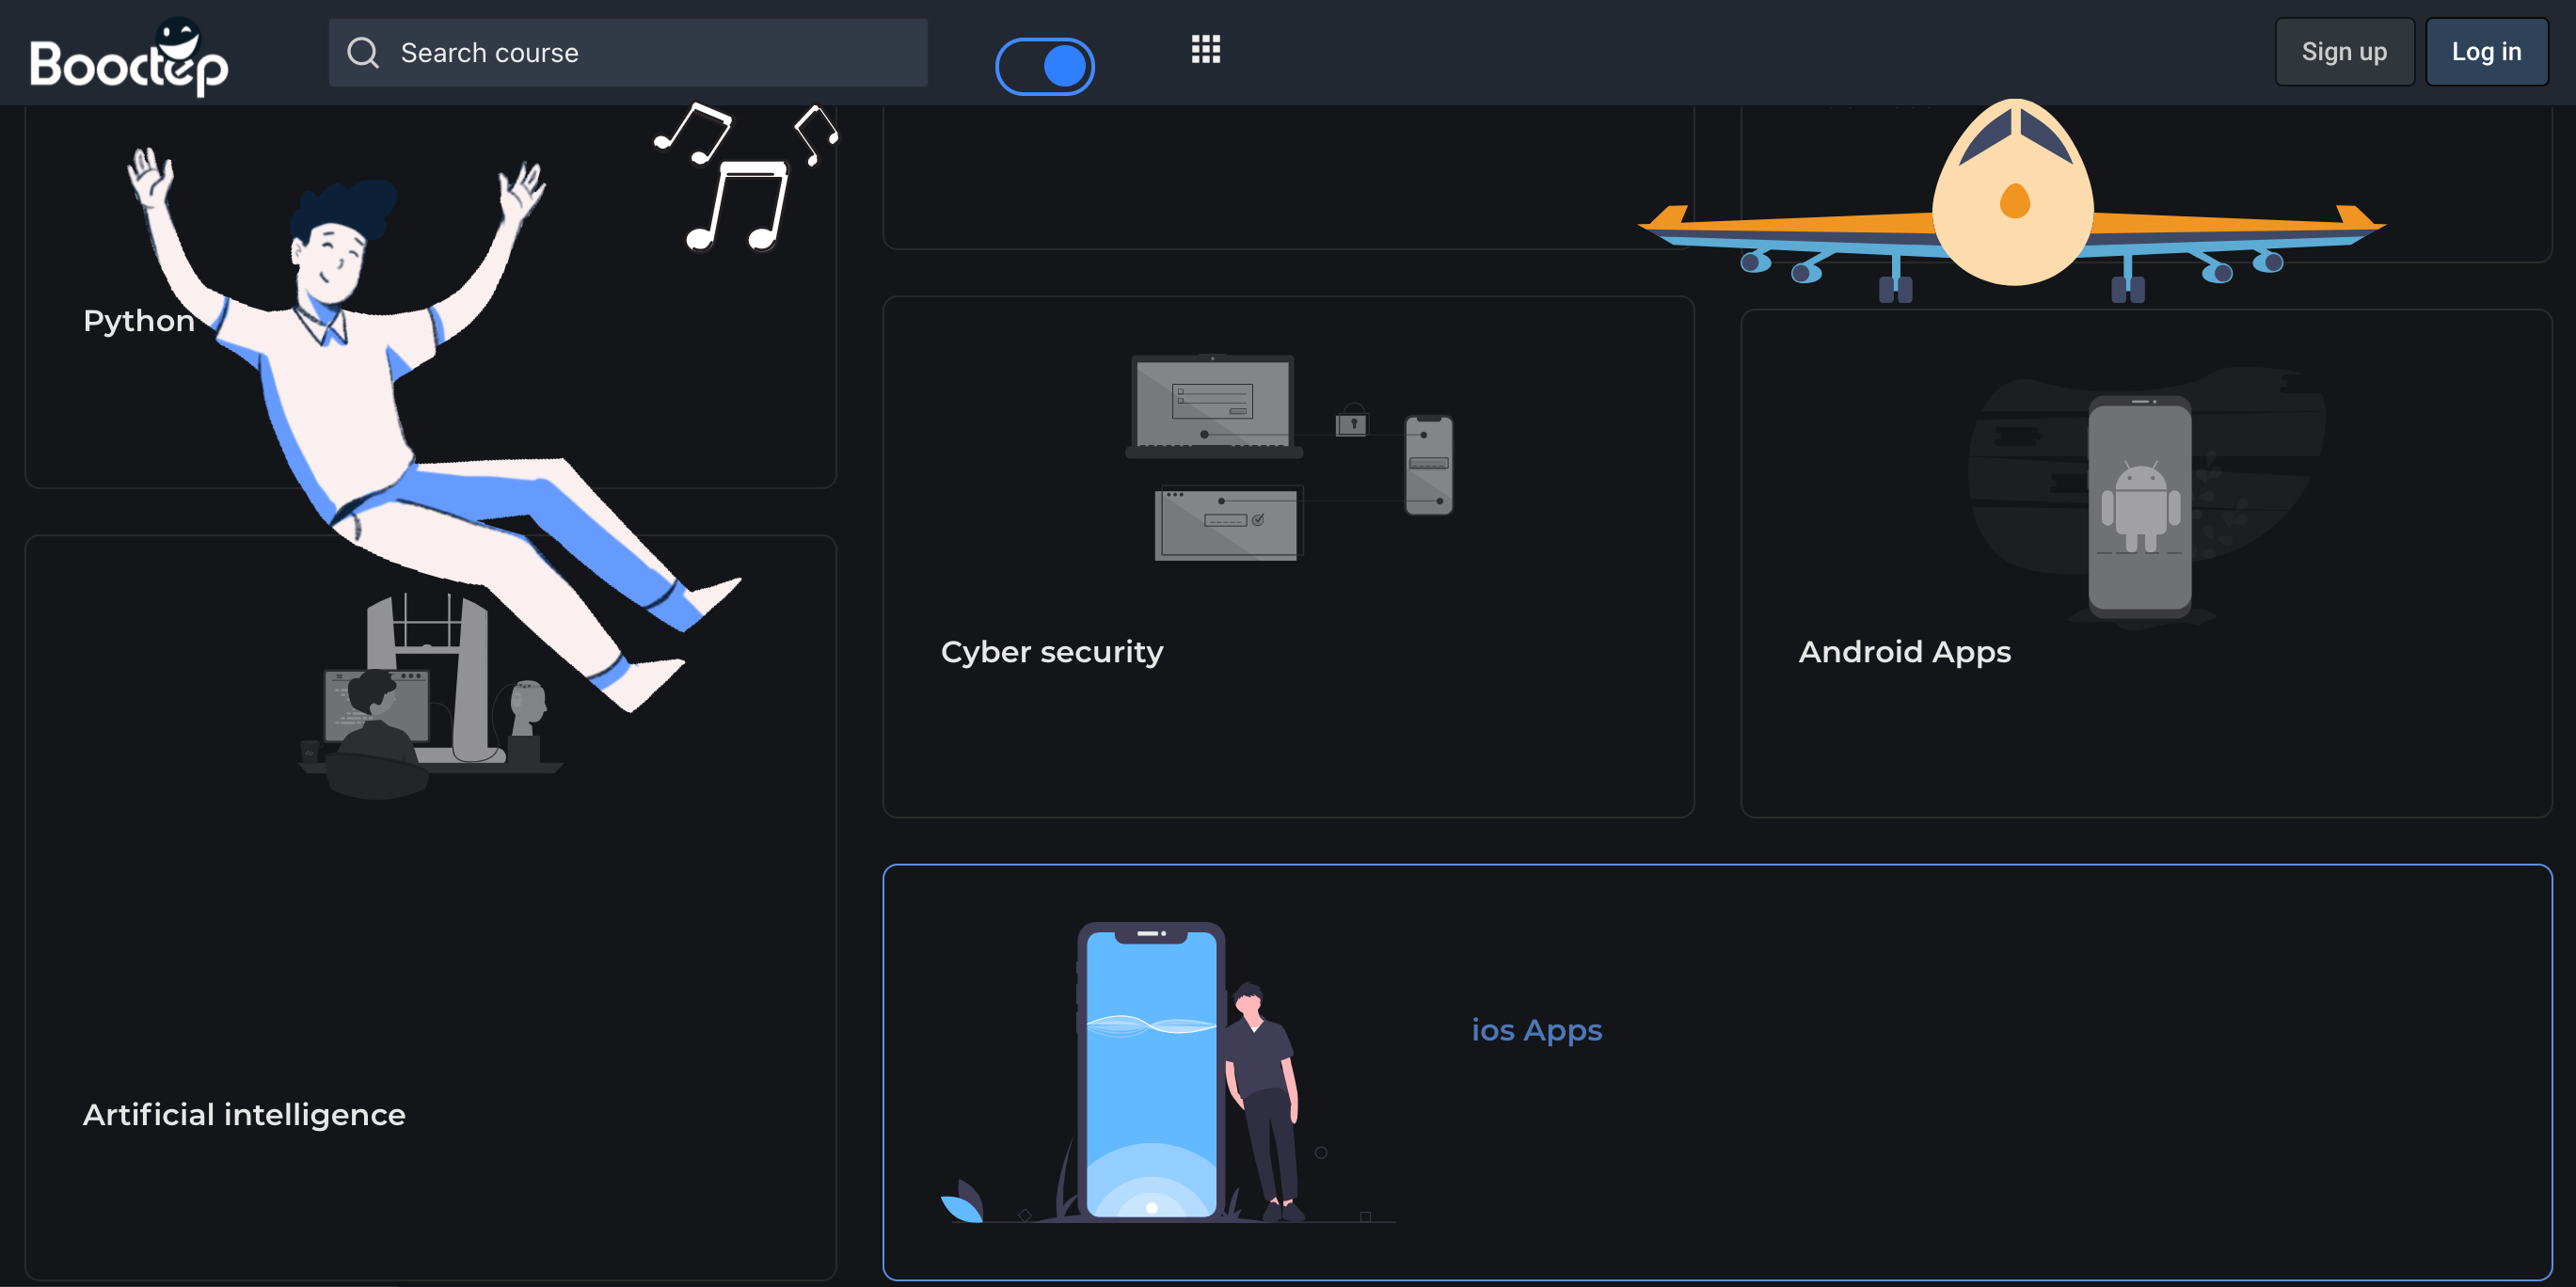 Booctep
Search course
Sign up
Log in
Python
Cyber security
Android Apps
Artificial intelligence
ios Apps